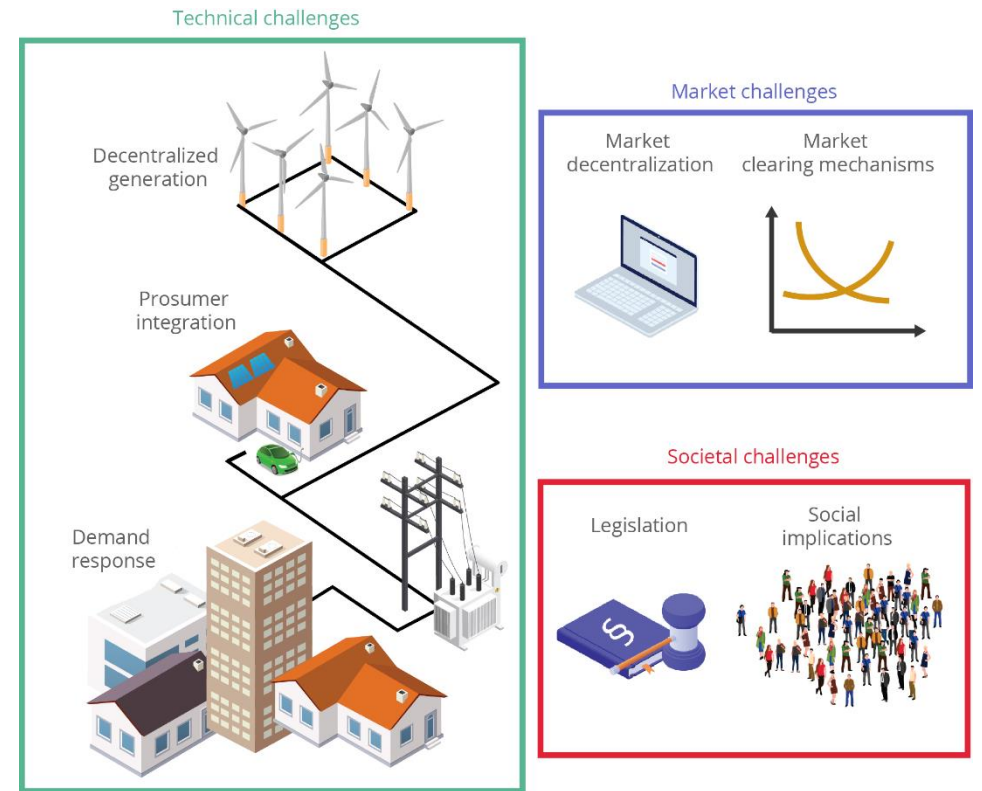 Technical challenges
Decentralized
generation
Prosumer
integration
Demand
response
Market challenges
Market
decentralization
Market
clearing mechanisms
Societal challenges
Legislation
§
Social
implications